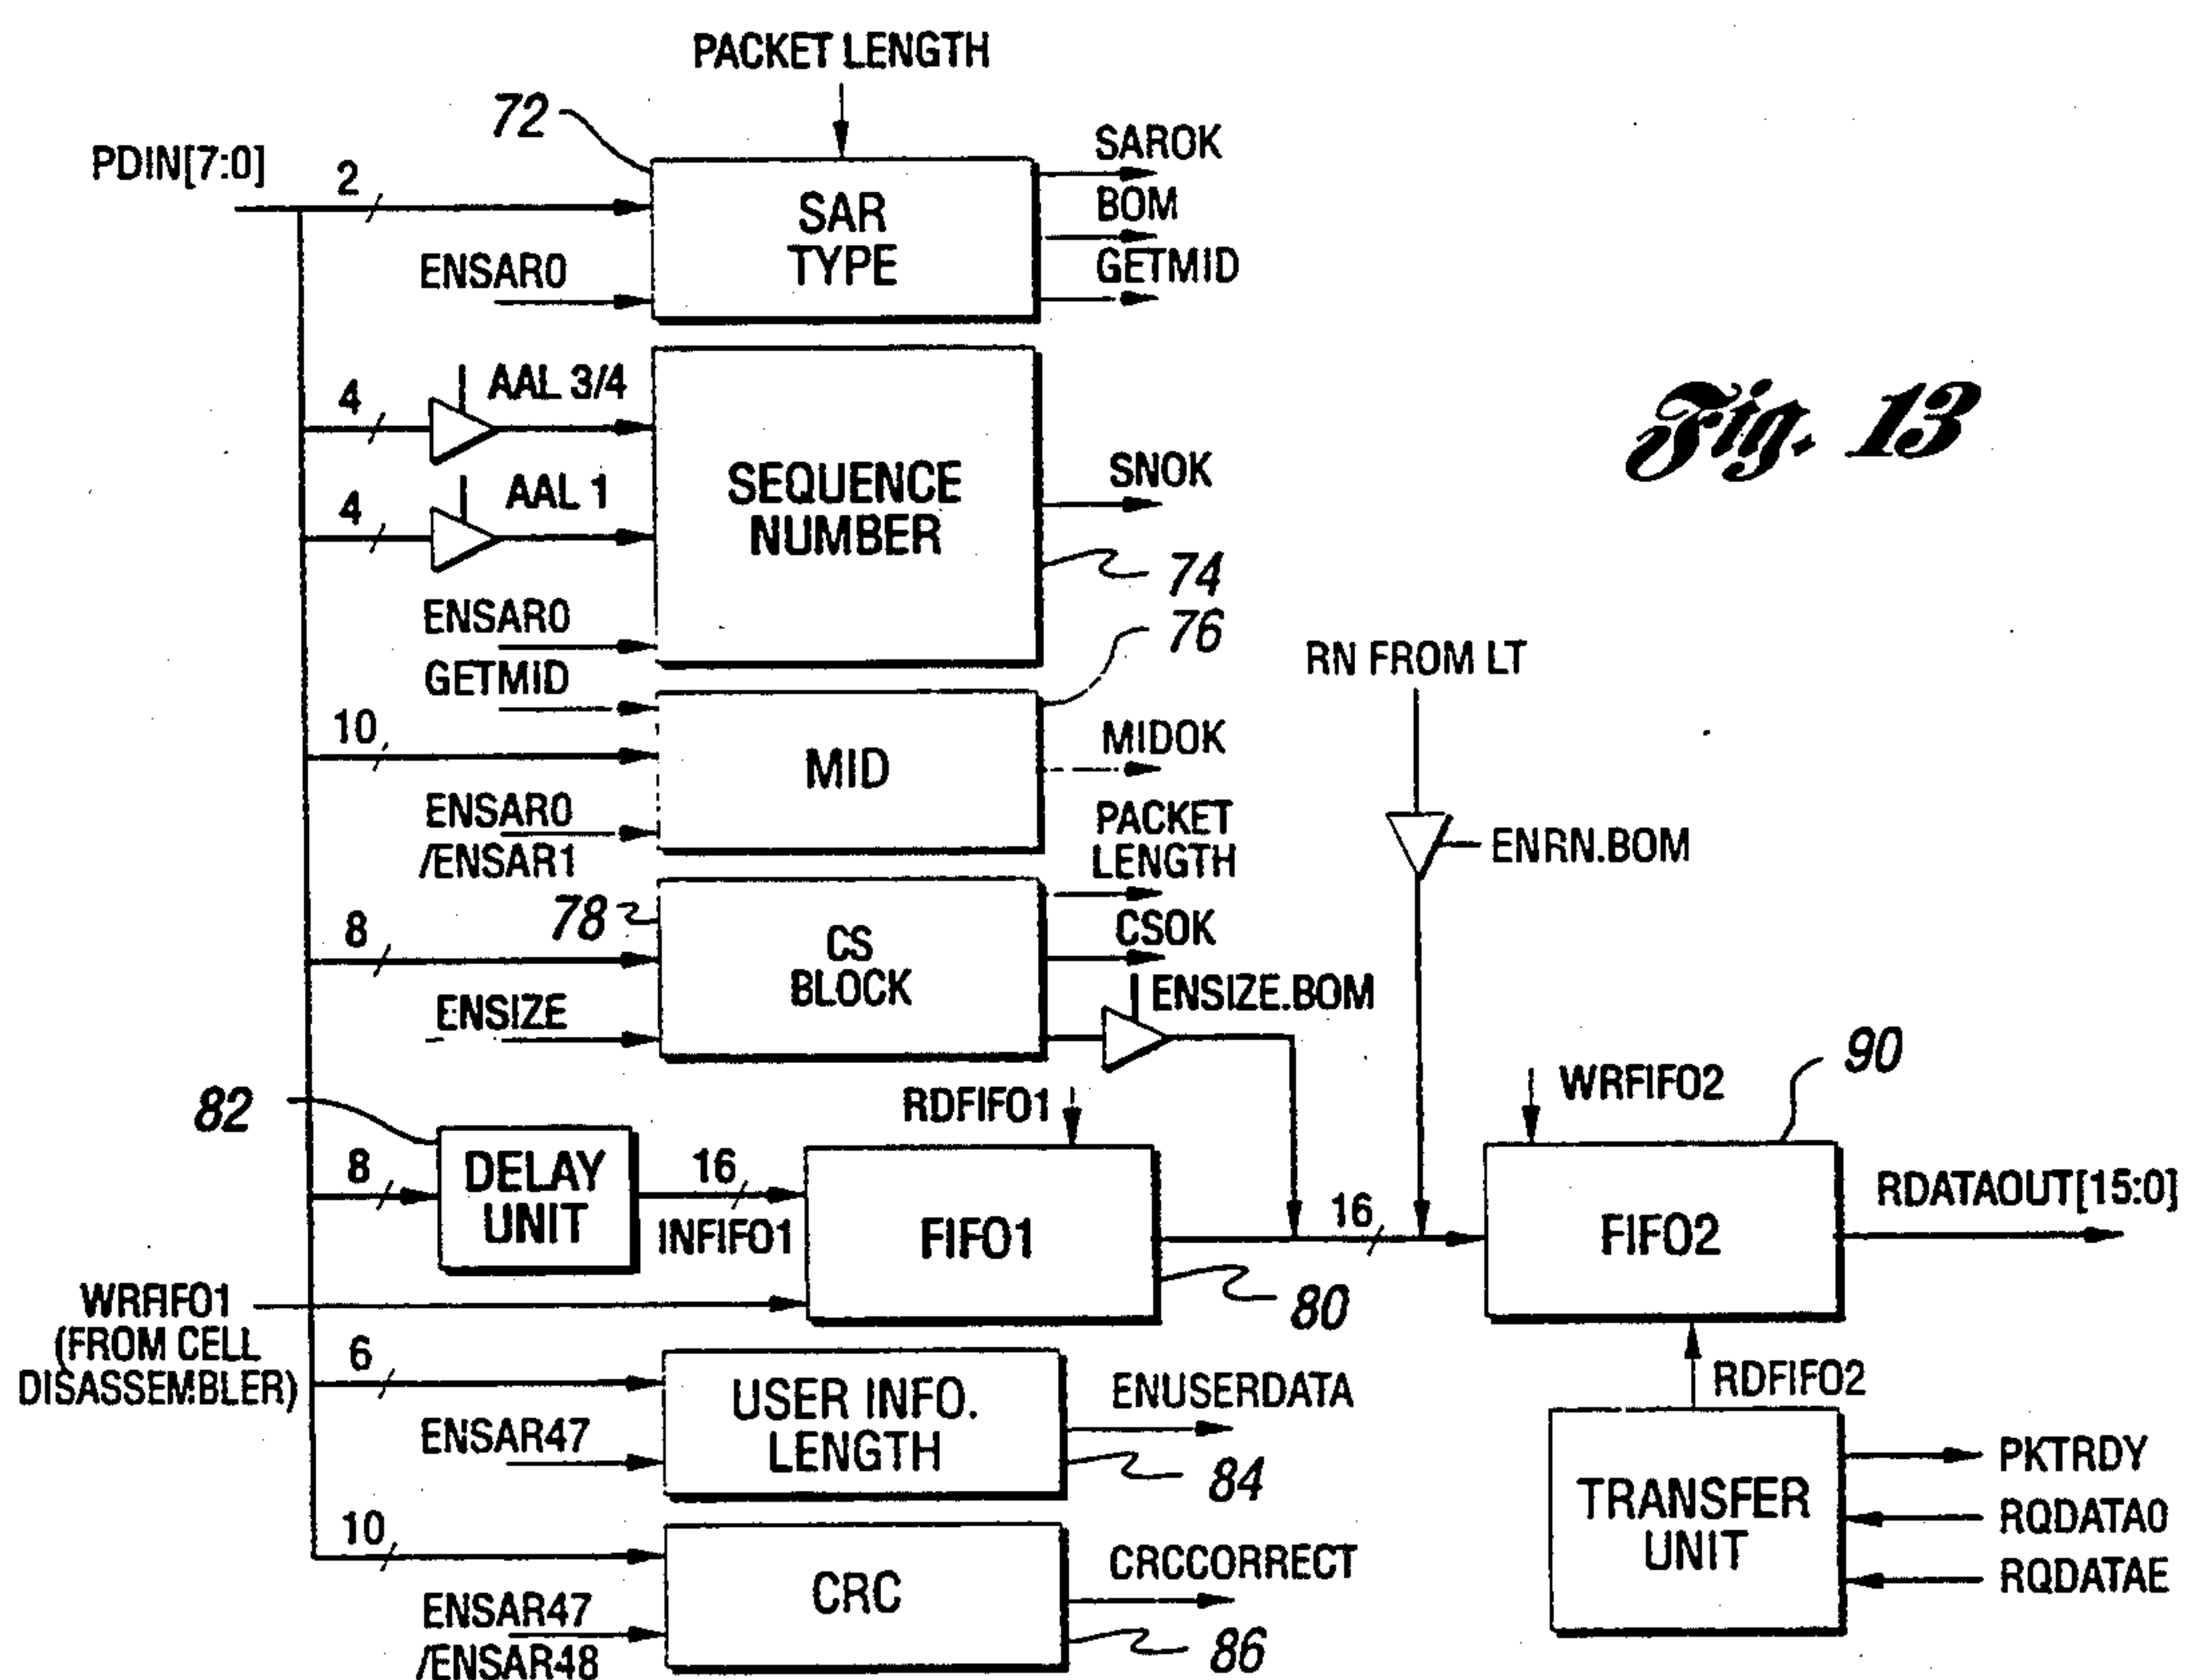 PACKET LENGTH
72
PDIN[7:0]
2
SAR
TYPE
SAROK
BOM
GETMID
ENSAR0
4
AAL 3/4
4
AAL 1
SEQUENCE
NUMBER
SNOK
74
ENSAR0
Fig. 13
GETMID
76
10
MID
MIDOK
ENSAR0
/ENSAR1
RN FROM LT
ENRN.BOM
PACKET
LENGTH
78
8
CS
BLOCK
CSOK
ENSIZE
ENSIZE.BOM
82
8
DELAY
UNIT
16
INFIFO1
RDFIFO1
FIFO1
80
16
WRFIFO2
90
FIFO2
RDATAOUT[15:0]
WRFIFO1
(FROM CELL
DISASSEMBLER)
6
USER INFO.
LENGTH
ENUSERDATA
ENSAR47
84
RDFIFO2
TRANSFER
UNIT
PKTRDY
RQDATA0
RQDATAE
10
CRC
CRCCORRECT
ENSAR47
/ENSAR48
86